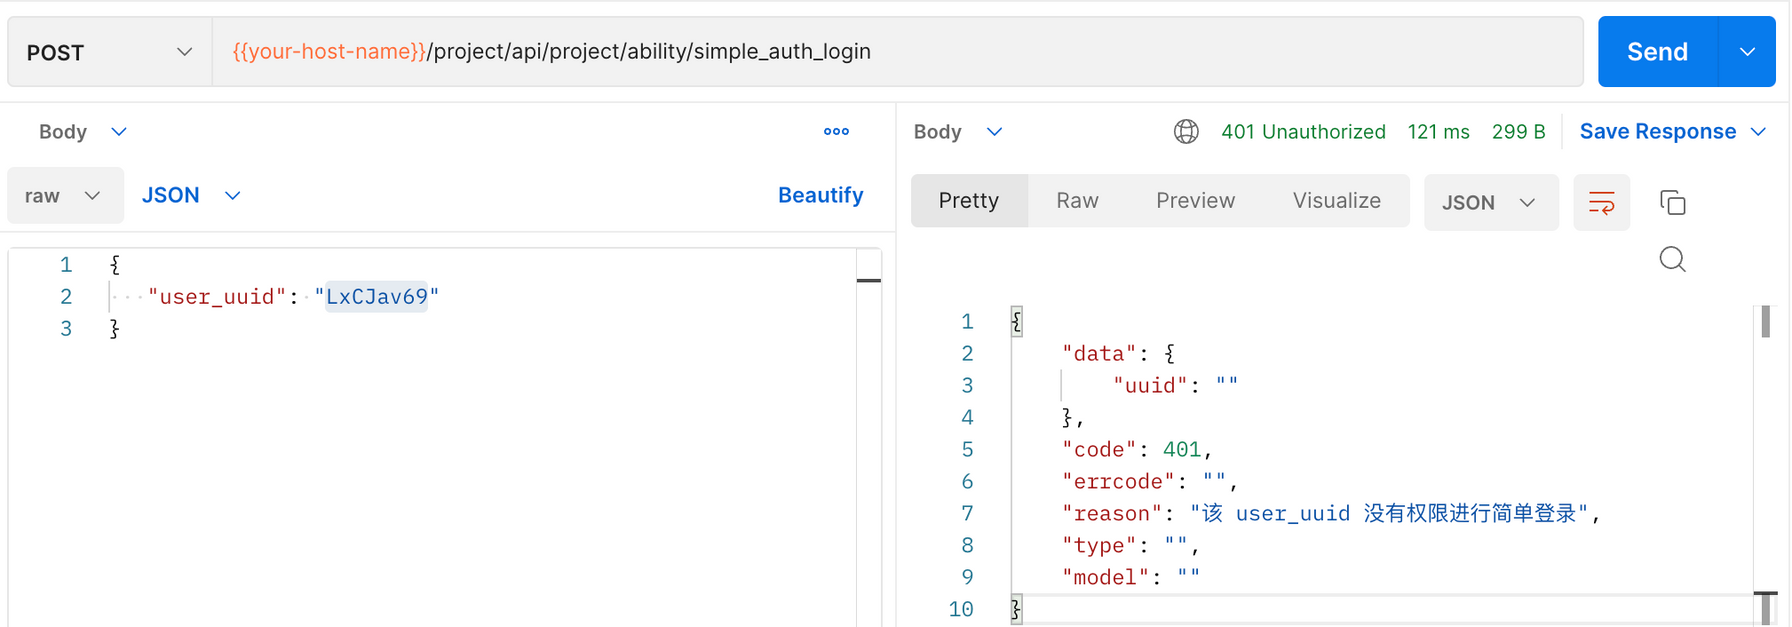 POST {{your-host-name}}/project/api/project/ability/simple_auth_login Send
Body
raw JSON Beautify
1 {
2 "user_uuid": "LxCJav69"
3 }
Body 401 Unauthorized 121 ms 299 B Save Response
Pretty Raw Preview Visualize JSON
1 {
2 "data": {
3 "uuid": ""
4 },
5 "code": 401,
6 "errcode": "",
7 "reason": "该 user_uuid 没有权限进行简单登录",
8 "type": "",
9 "model": ""
10 }